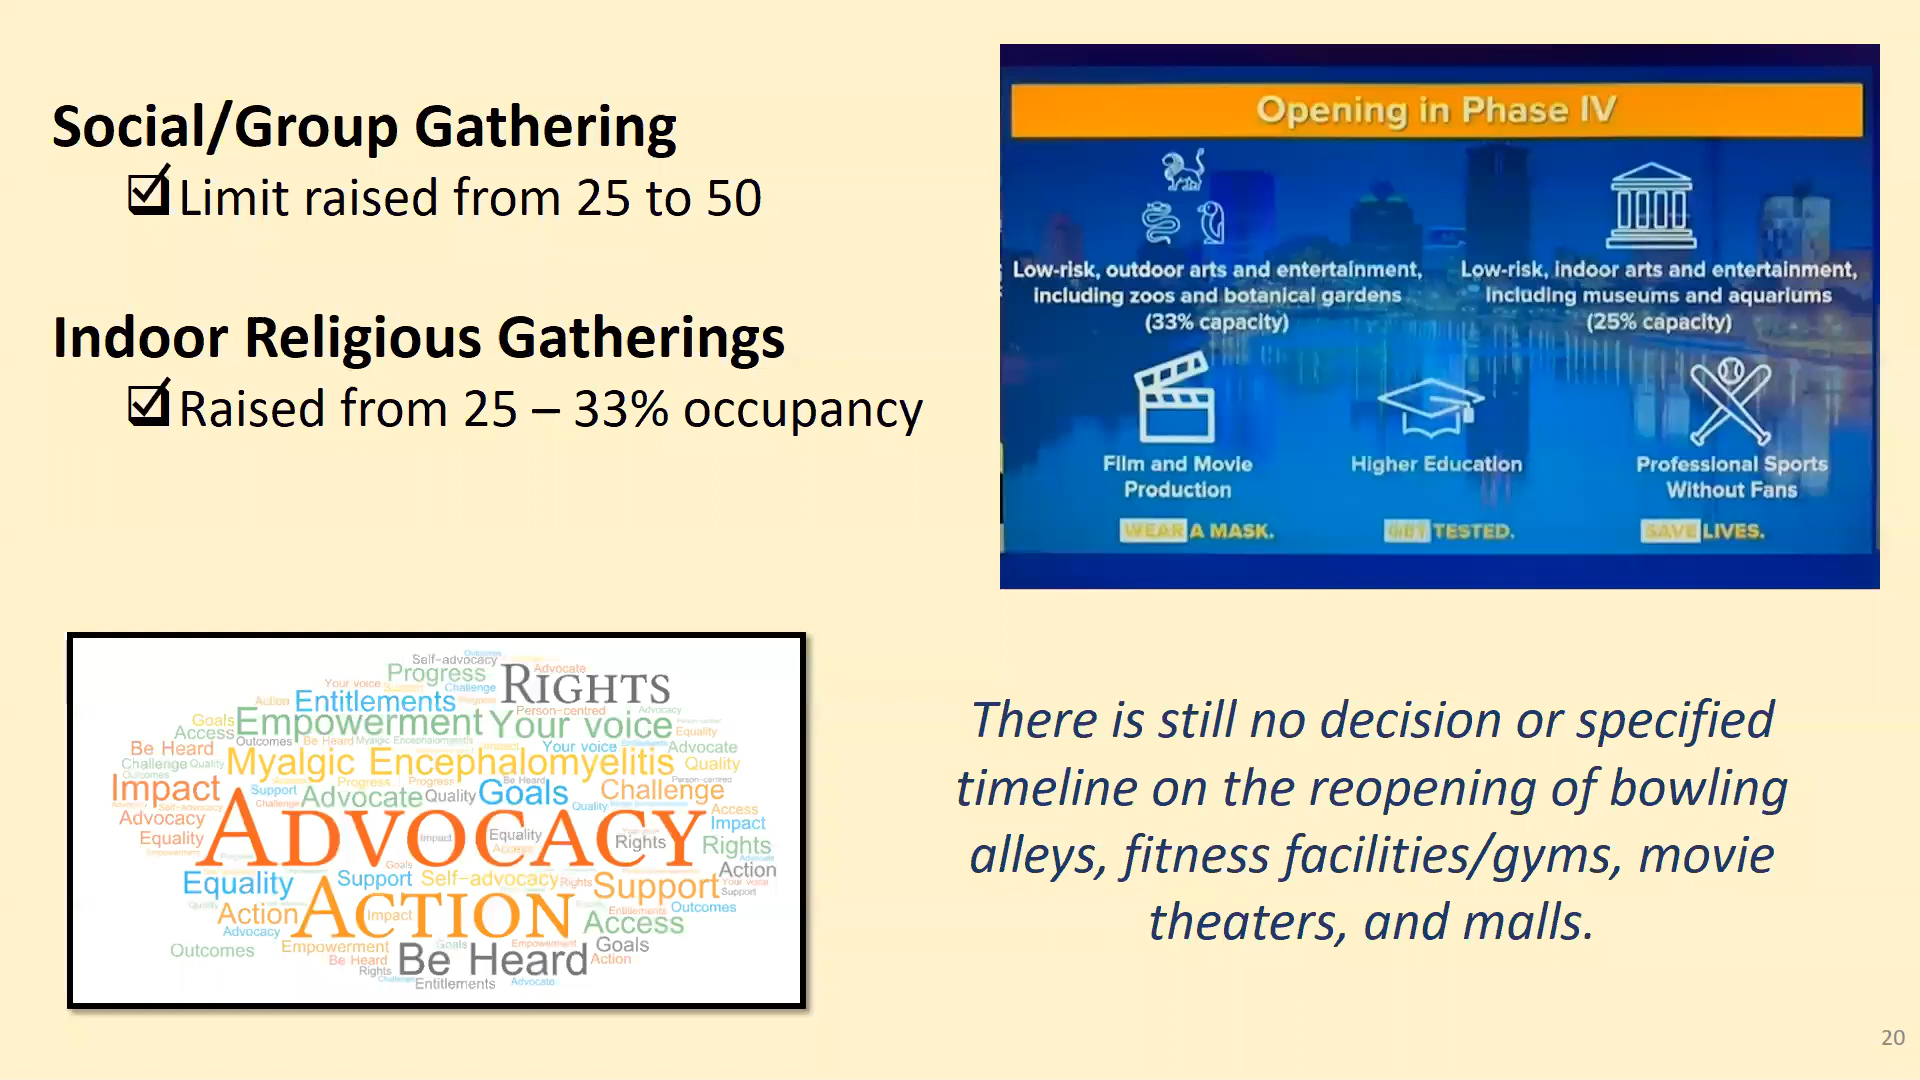 Social/Group Gathering
Limit raised from 25 to 50
Indoor Religious Gatherings
Raised from 25 – 33% occupancy
Opening in Phase IV
Low-risk, outdoor arts and entertainment,
including zoos and botanical gardens
(33% capacity)
Low-risk, indoor arts and entertainment,
including museums and aquariums
(25% capacity)
Film and Movie
Production
Higher Education
Professional Sports
Without Fans
WEAR A MASK.
GET TESTED.
SAVE LIVES.
Self-advocacy
Progress
RIGHTS
Advocate
Your voice
Challenge
Action
Entitlements
Person-centred
Advocacy
Goals
Empowerment
Your voice
Access
Equality
Outcomes
Be Heard
Be Heard
Myalgic Encephalomyelitis
Your voice
Advocate
Challenge
Quality
Myalgic Encephalomyelitis
Quality
Outcomes
Progress
Progress
Be Heard
Person-centred
Impact
Support
Advocate
Quality
Goals
Challenge
Challenge
Self-advocacy
Quality
Access
Advocacy
ADVOCACY
Impact
Equality
Impact
Equality
Rights
Rights
Access
Empowerment
Goals
Action
Equality
Support
Self-advocacy
Rights
Support
Your voice
Support
Quality
Action
ACTION
Impact
Entitlements
Outcomes
Access
Advocacy
Outcomes
Empowerment
Goals
Empowerment
Goals
Be Heard
Be Heard
Action
Rights
Challenge
Entitlements
Advocate
There is still no decision or specified
timeline on the reopening of bowling
alleys, fitness facilities/gyms, movie
theaters, and malls.
20